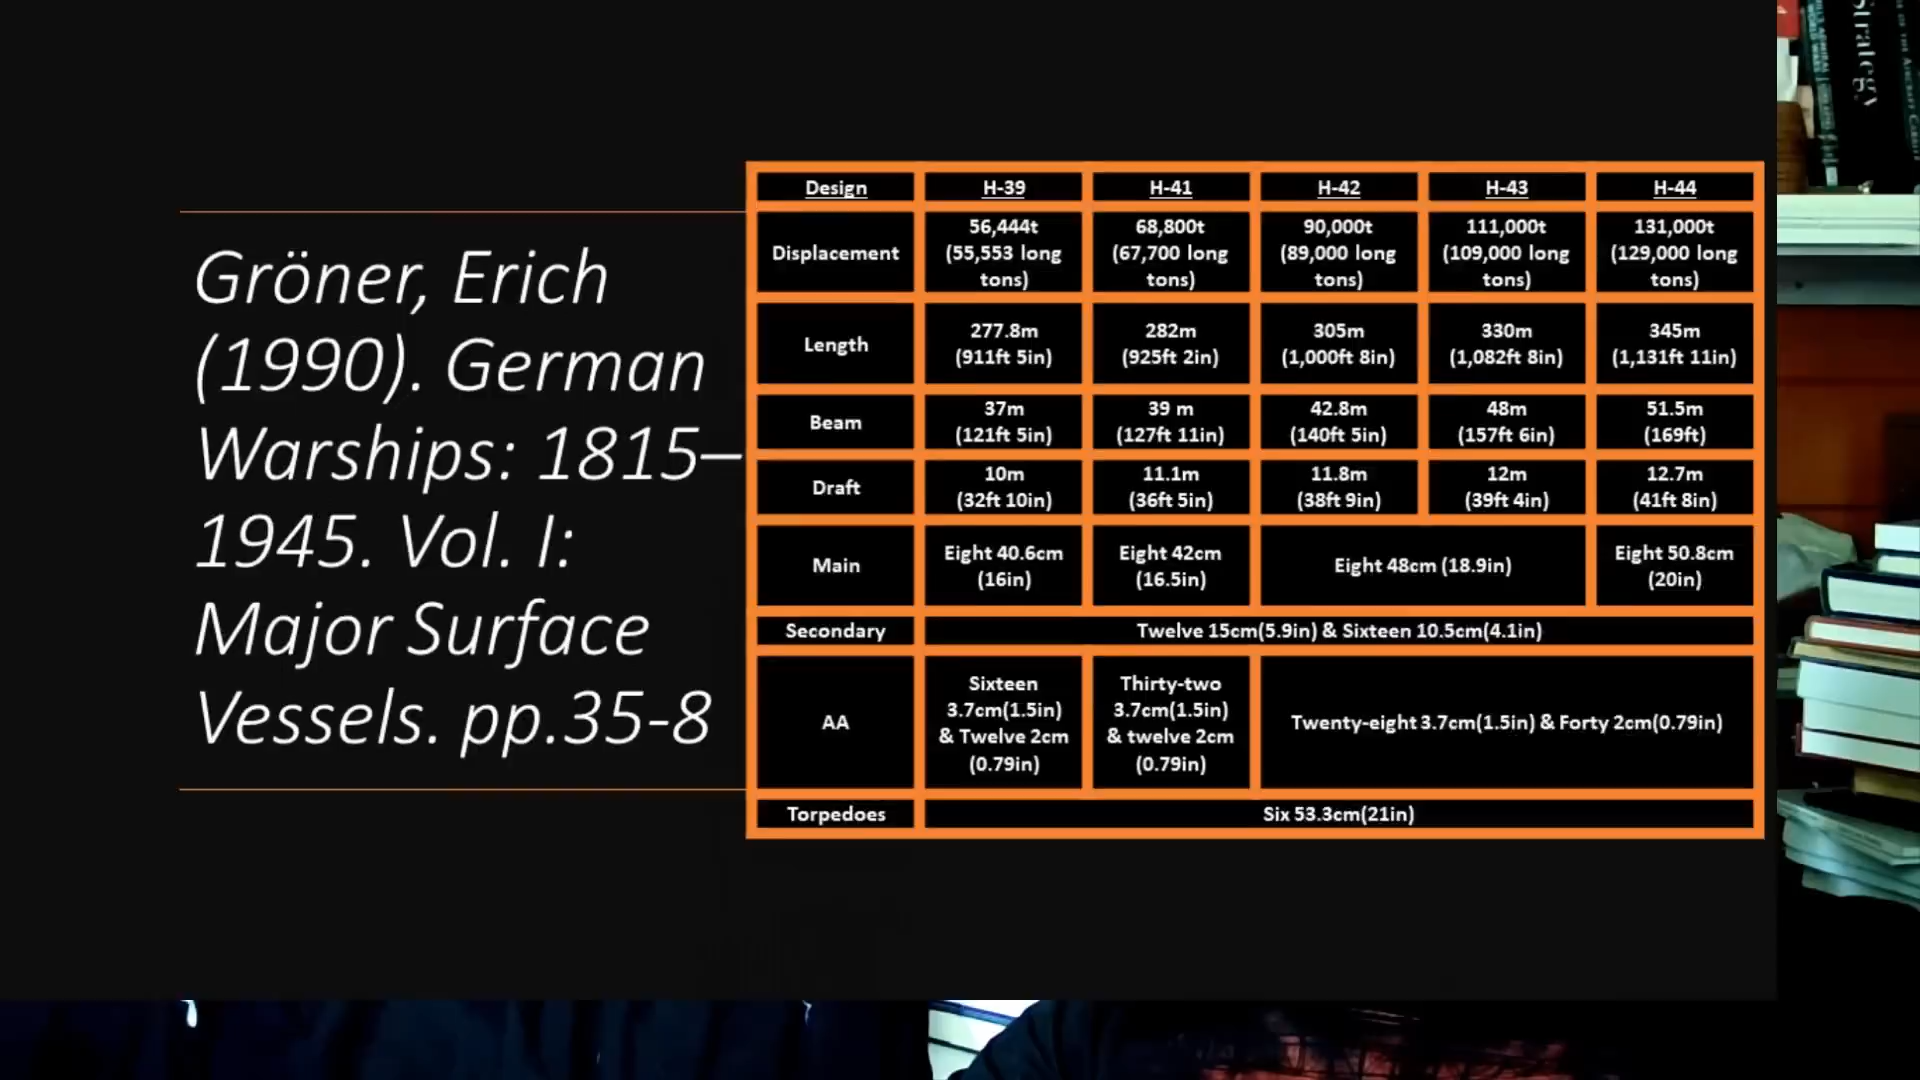 Gröner, Erich
(1990). German
Warships: 1815–
1945. Vol. I:
Major Surface
Vessels. pp.35-8
Design
H-39
H-41
H-42
H-43
H-44
Displacement
56,444t
(55,553 long
tons)
68,800t
(67,700 long
tons)
90,000t
(89,000 long
tons)
111,000t
(109,000 long
tons)
131,000t
(129,000 long
tons)
Length
277.8m
(911ft 5in)
282m
(925ft 2in)
305m
(1,000ft 8in)
330m
(1,082ft 8in)
345m
(1,131ft 11in)
Beam
37m
(121ft 5in)
39 m
(127ft 11in)
42.8m
(140ft 5in)
48m
(157ft 6in)
51.5m
(169ft)
Draft
10m
(32ft 10in)
11.1m
(36ft 5in)
11.8m
(38ft 9in)
12m
(39ft 4in)
12.7m
(41ft 8in)
Main
Eight 40.6cm
(16in)
Eight 42cm
(16.5in)
Eight 48cm (18.9in)
Eight 50.8cm
(20in)
Secondary
Twelve 15cm(5.9in) & Sixteen 10.5cm(4.1in)
AA
Sixteen
3.7cm(1.5in)
& Twelve 2cm
(0.79in)
Thirty-two
3.7cm(1.5in)
& twelve 2cm
(0.79in)
Twenty-eight 3.7cm(1.5in) & Forty 2cm(0.79in)
Torpedoes
Six 53.3cm(21in)
Strategy